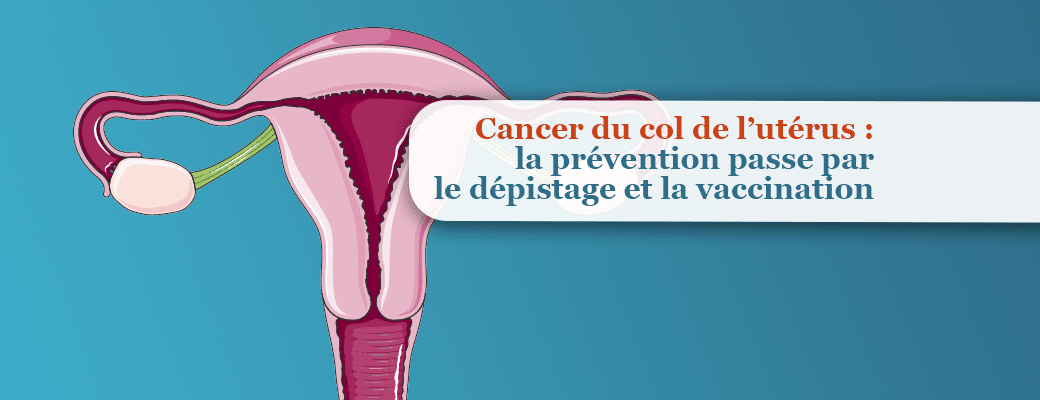 Cancer du col de l’utérus :
la prévention passe par
le dépistage et la vaccination